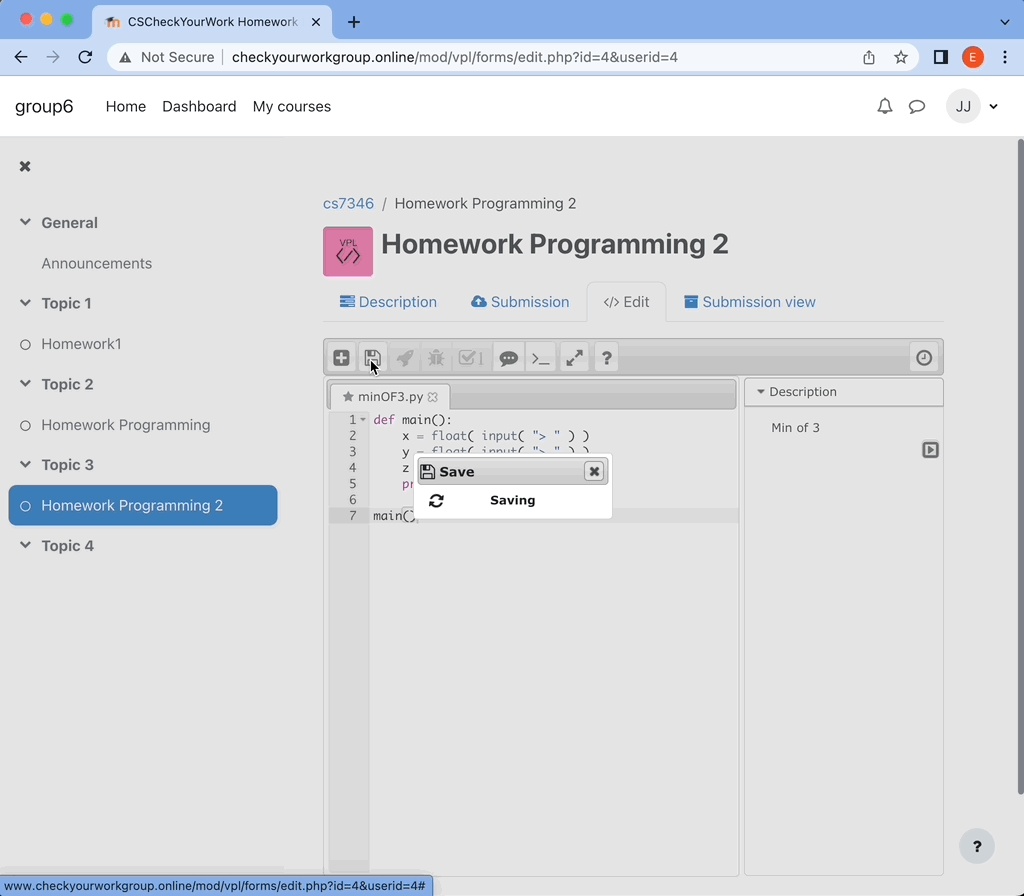 CSCheckYourWork Homework
Not Secure
checkyourworkgroup.online/mod/vpl/forms/edit.php?id=4&userid=4
E
group6
Home
Dashboard
My courses
JJ
General
Announcements
Topic 1
Homework1
Topic 2
Homework Programming
Topic 3
Homework Programming 2
Topic 4
cs7346 / Homework Programming 2
VPL
Homework Programming 2
Description
Submission
</> Edit
Submission view
?
minOF3.py
1 def main():
2 x = float( input( "> " ) )
3 y = float( input( "> " ) )
4 z
5 pr
6
7 main()
Save
Saving
Description
Min of 3
?
www.checkyourworkgroup.online/mod/vpl/forms/edit.php?id=4&userid=4#